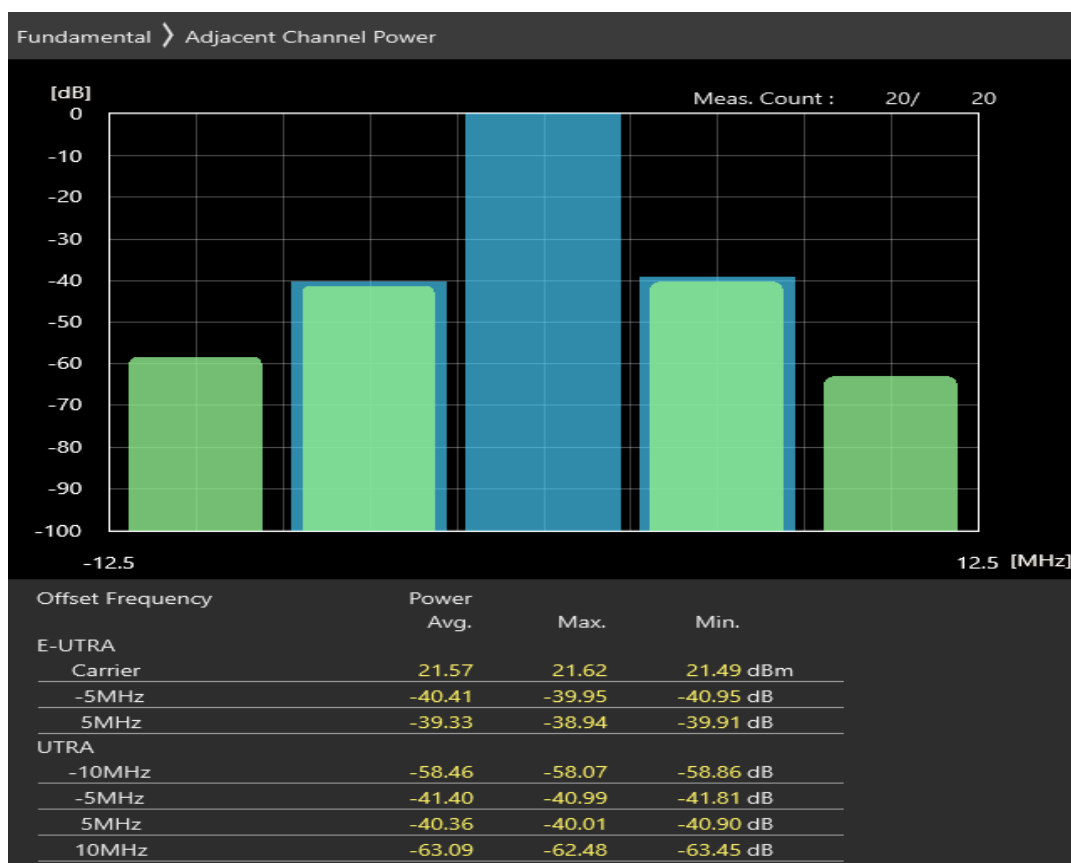 Fundamental 〉 Adjacent Channel Power
[dB]
Meas. Count : 20/ 20
0
-10
-20
-30
-40
-50
-60
-70
-80
-90
-100
-12.5 12.5 [MHz]
Offset Frequency Power
Avg. Max. Min.
E-UTRA
Carrier 21.57 21.62 21.49 dBm
-5MHz -40.41 -39.95 -40.95 dB
5MHz -39.33 -38.94 -39.91 dB
UTRA
-10MHz -58.46 -58.07 -58.86 dB
-5MHz -41.40 -40.99 -41.81 dB
5MHz -40.36 -40.01 -40.90 dB
10MHz -63.09 -62.48 -63.45 dB